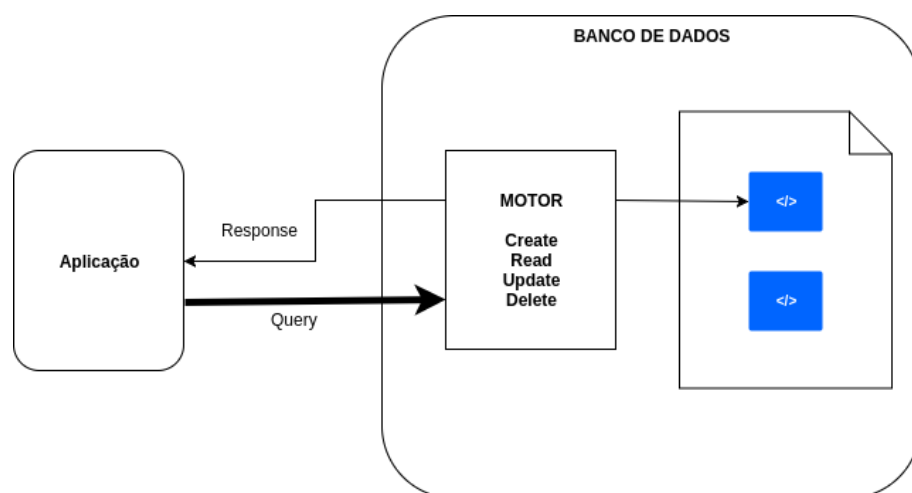 BANCO DE DADOS
Aplicação
Response
Query
MOTOR
Create
Read
Update
Delete
</>
</>